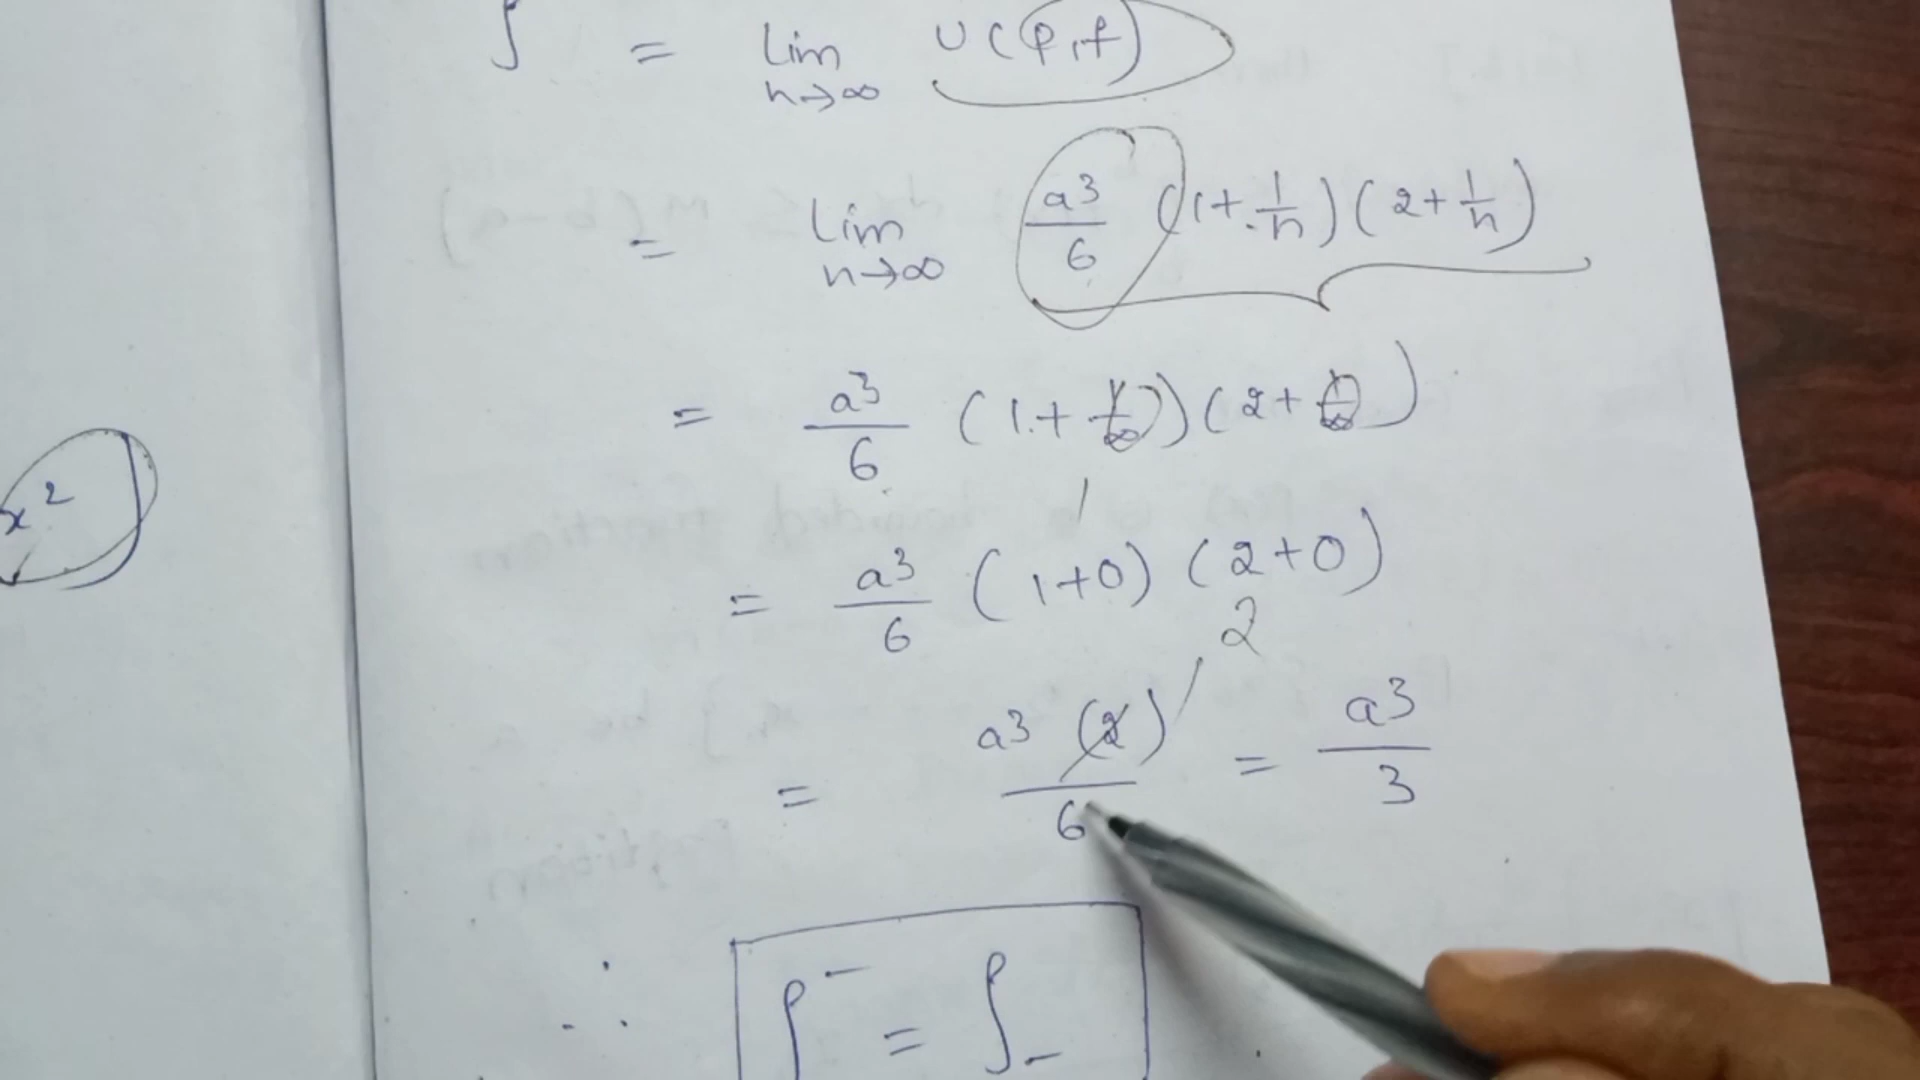 ∫ = lim n→∞ U(P,f)
= lim n→∞ a³/6 (1+1/n)(2+1/n)
= a³/6 (1+1/∞)(2+1/∞)
= a³/6 (1+0)(2+0)
2
= a³(2)/6 = a³/3
x²
∴ ∫⁻ = ∫₋